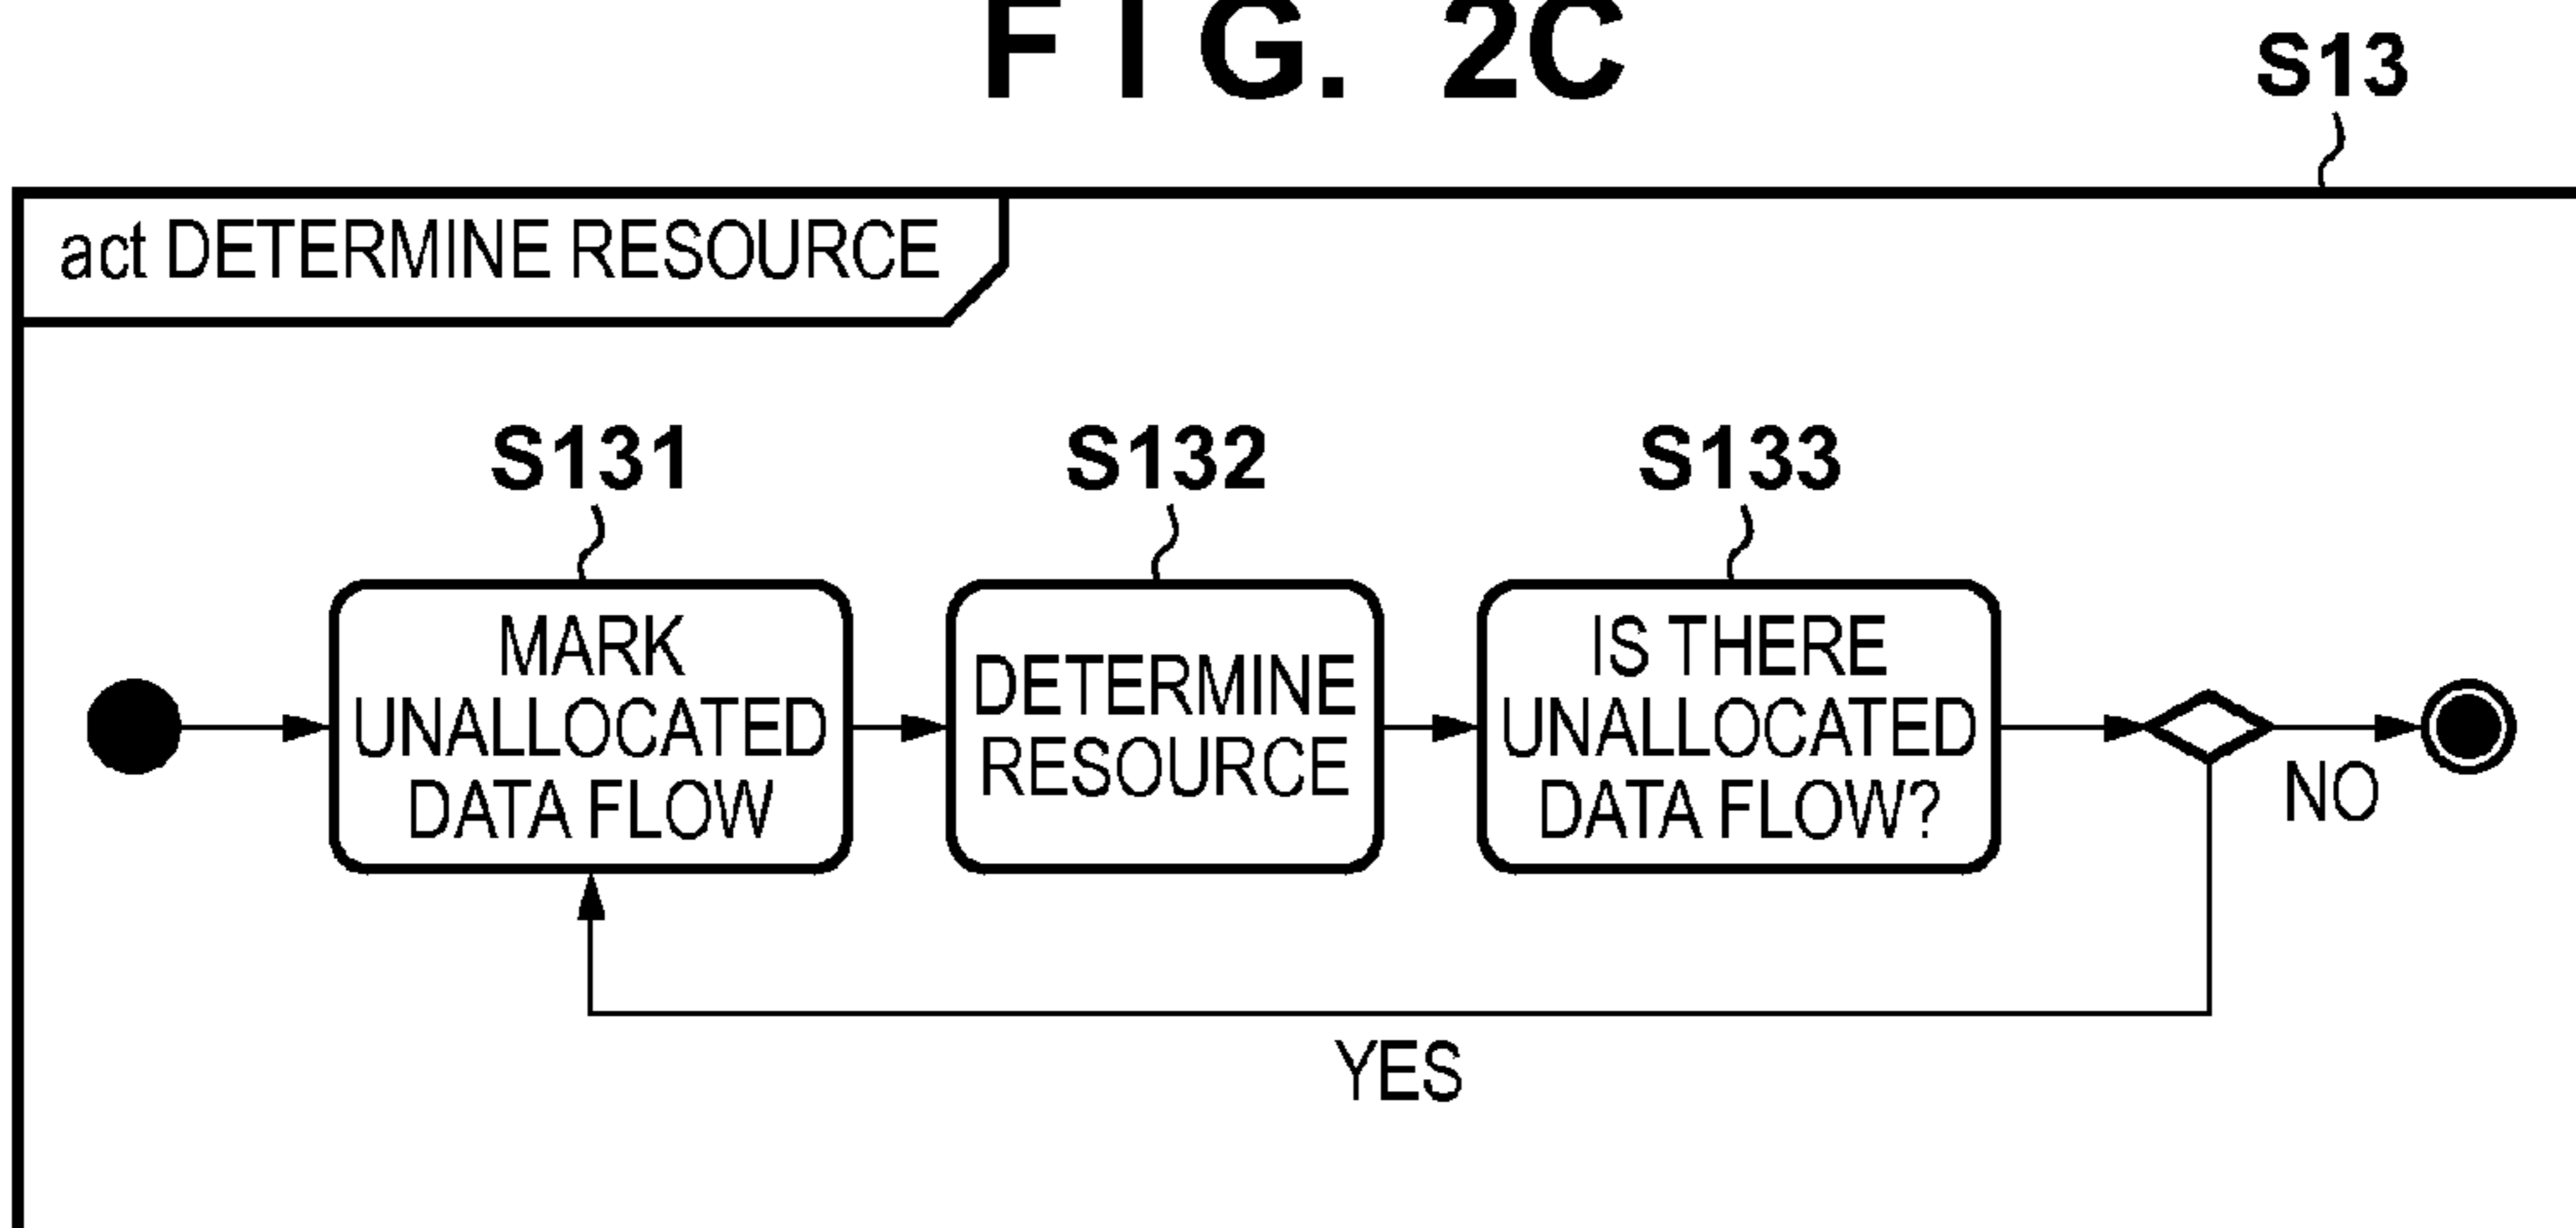 FIG. 2C
S13
act DETERMINE RESOURCE
S131
S132
S133
MARK
UNALLOCATED
DATA FLOW
DETERMINE
RESOURCE
IS THERE
UNALLOCATED
DATA FLOW?
NO
YES